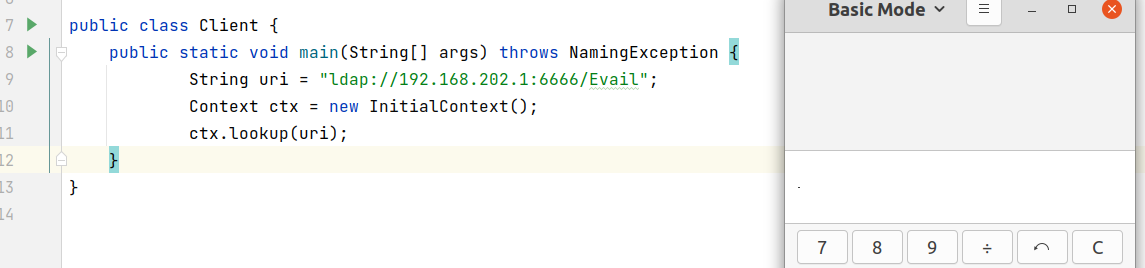 7 public class Client {
8 public static void main(String[] args) throws NamingException {
9 String uri = "ldap://192.168.202.1:6666/Evail";
10 Context ctx = new InitialContext();
11 ctx.lookup(uri);
12 }
13 }
14
Basic Mode
7 8 9 ÷ C